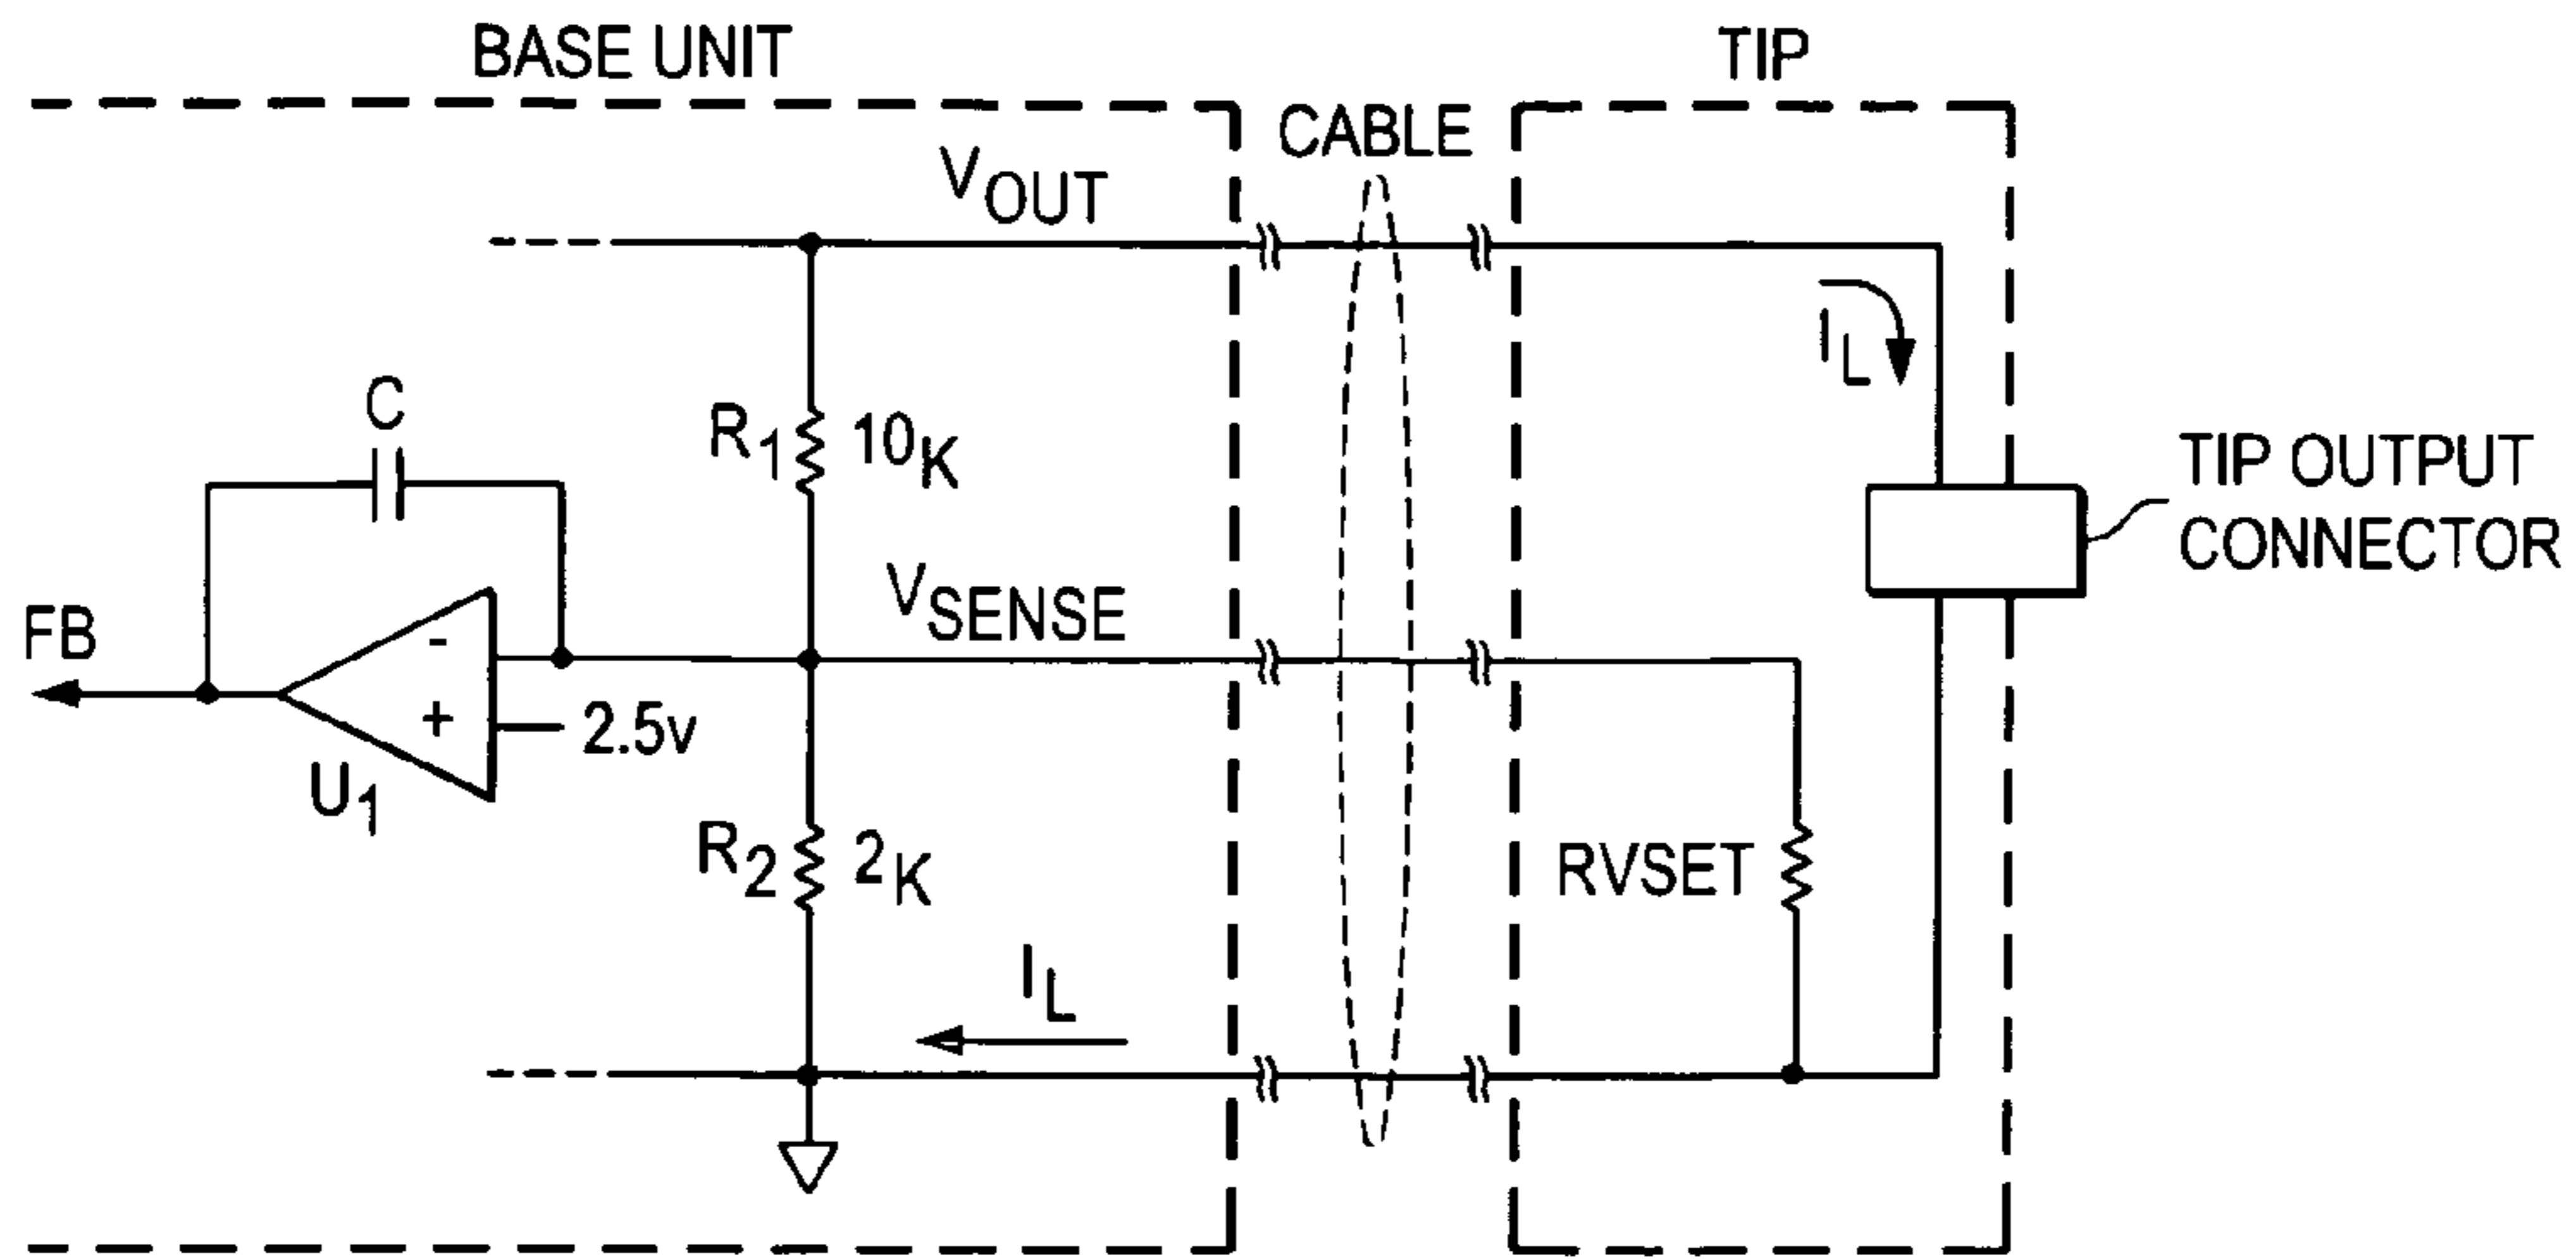 BASE UNIT
TIP
CABLE
VOUT
IL
C
R1 10K
TIP OUTPUT
CONNECTOR
VSENSE
FB
-
+
2.5v
U1
R2 2K
RVSET
IL